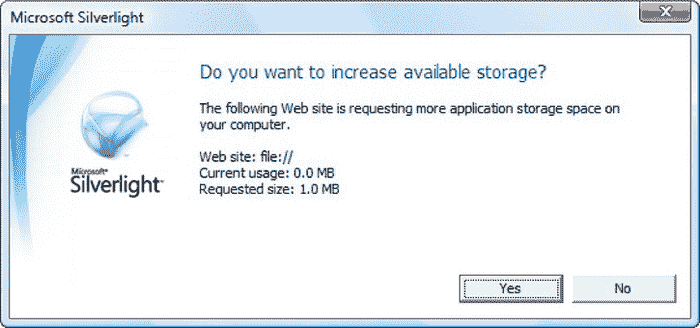 Microsoft Silverlight
Do you want to increase available storage?
The following Web site is requesting more application storage space on
your computer.
Web site: file://
Current usage: 0.0 MB
Requested size: 1.0 MB
Microsoft®
Silverlight™
Yes
No